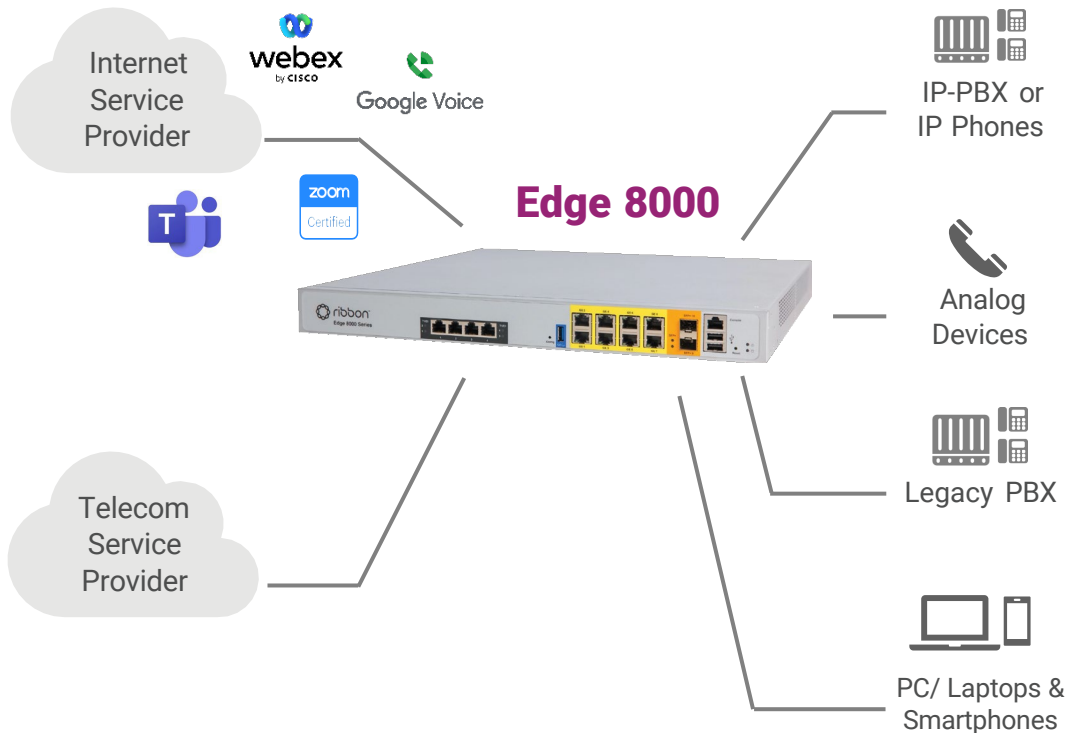 Internet
Service
Provider
webex
by CISCO
Google Voice
T
zoom
Certified
Edge 8000
ribbon
Edge 8000 Series
IP-PBX or
IP Phones
Analog
Devices
Legacy PBX
Telecom
Service
Provider
PC/ Laptops &
Smartphones